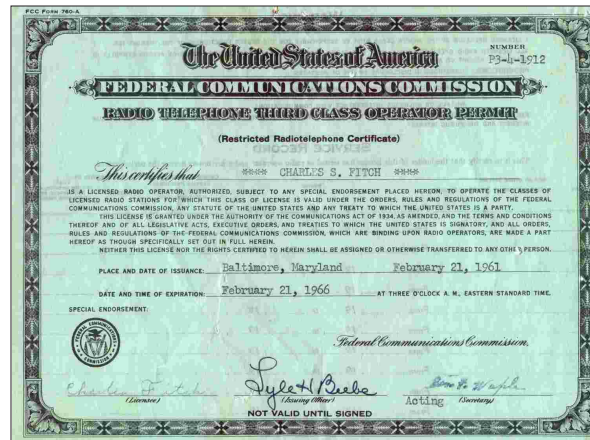 FCC FORM 760-A
The United States of America
NUMBER
P3-4-1912
FEDERAL COMMUNICATIONS COMMISSION
RADIO TELEPHONE THIRD CLASS OPERATOR PERMIT
(Restricted Radiotelephone Certificate)
SERVICE RECORD
This certifies that **** CHARLES S. FITCH ****
IS A LICENSED RADIO OPERATOR, AUTHORIZED, SUBJECT TO ANY SPECIAL ENDORSEMENT PLACED HEREON, TO OPERATE THE CLASSES OF
LICENSED RADIO STATIONS FOR WHICH THIS CLASS OF LICENSE IS VALID UNDER THE ORDERS, RULES AND REGULATIONS OF THE FEDERAL
COMMUNICATIONS COMMISSION, ANY STATUTE OF THE UNITED STATES AND ANY TREATY TO WHICH THE UNITED STATES IS A PARTY.
THIS LICENSE IS GRANTED UNDER THE AUTHORITY OF THE COMMUNICATIONS ACT OF 1934, AS AMENDED, AND THE TERMS AND CONDITIONS
THEREOF AND OF ALL LEGISLATIVE ACTS, EXECUTIVE ORDERS, AND TREATIES TO WHICH THE UNITED STATES IS SIGNATORY, AND ALL ORDERS,
RULES AND REGULATIONS OF THE FEDERAL COMMUNICATIONS COMMISSION, WHICH ARE BINDING UPON RADIO OPERATORS, ARE MADE A PART
HEREOF AS THOUGH SPECIFICALLY SET OUT IN FULL HEREIN.
NEITHER THIS LICENSE NOR THE RIGHTS CERTIFIED TO HEREIN SHALL BE ASSIGNED OR OTHERWISE TRANSFERRED TO ANY OTHER PERSON.
PLACE AND DATE OF ISSUANCE: Baltimore, Maryland February 21, 1961
DATE AND TIME OF EXPIRATION: February 21, 1966 AT THREE O'CLOCK A. M., EASTERN STANDARD TIME.
SPECIAL ENDORSEMENT:
FEDERAL COMMUNICATIONS COMMISSION
Federal Communications Commission,
Charles Fitch
Lyle H Beebe
Ben F. Waple
(Licensee)
(Issuing Officer)
Acting (Secretary)
NOT VALID UNTIL SIGNED